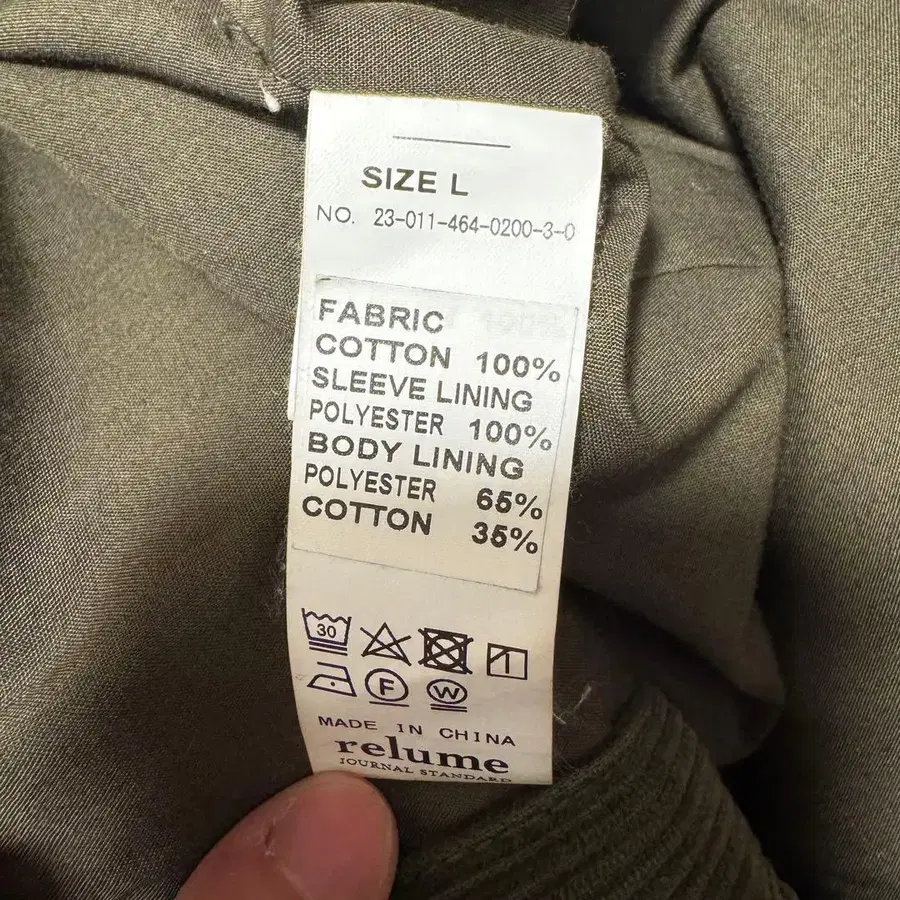 SIZE L
NO. 23-011-464-0200-3-0
FABRIC
COTTON 100%
SLEEVE LINING
POLYESTER 100%
BODY LINING
POLYESTER 65%
COTTON 35%
30
F W
MADE IN CHINA
relume
JOURNAL STANDARD